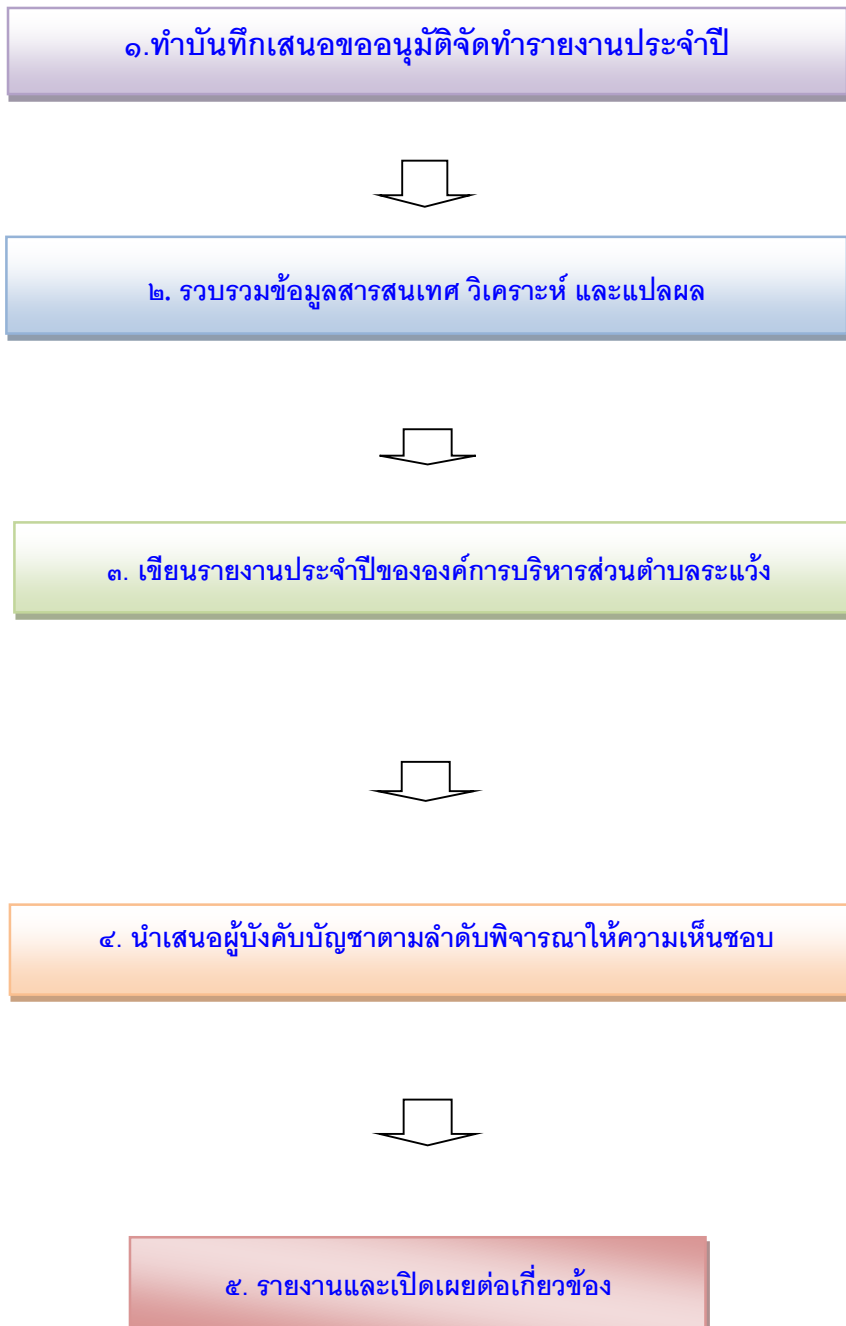 ๑.ทำบันทึกเสนอขออนุมัติจัดทำรายงานประจำปี
๒. รวบรวมข้อมูลสารสนเทศ วิเคราะห์ และแปลผล
๓. เขียนรายงานประจำปีขององค์การบริหารส่วนตำบลระแว้ง
๔. นำเสนอผู้บังคับบัญชาตามลำดับพิจารณาให้ความเห็นชอบ
๕. รายงานและเปิดเผยต่อเกี่ยวข้อง